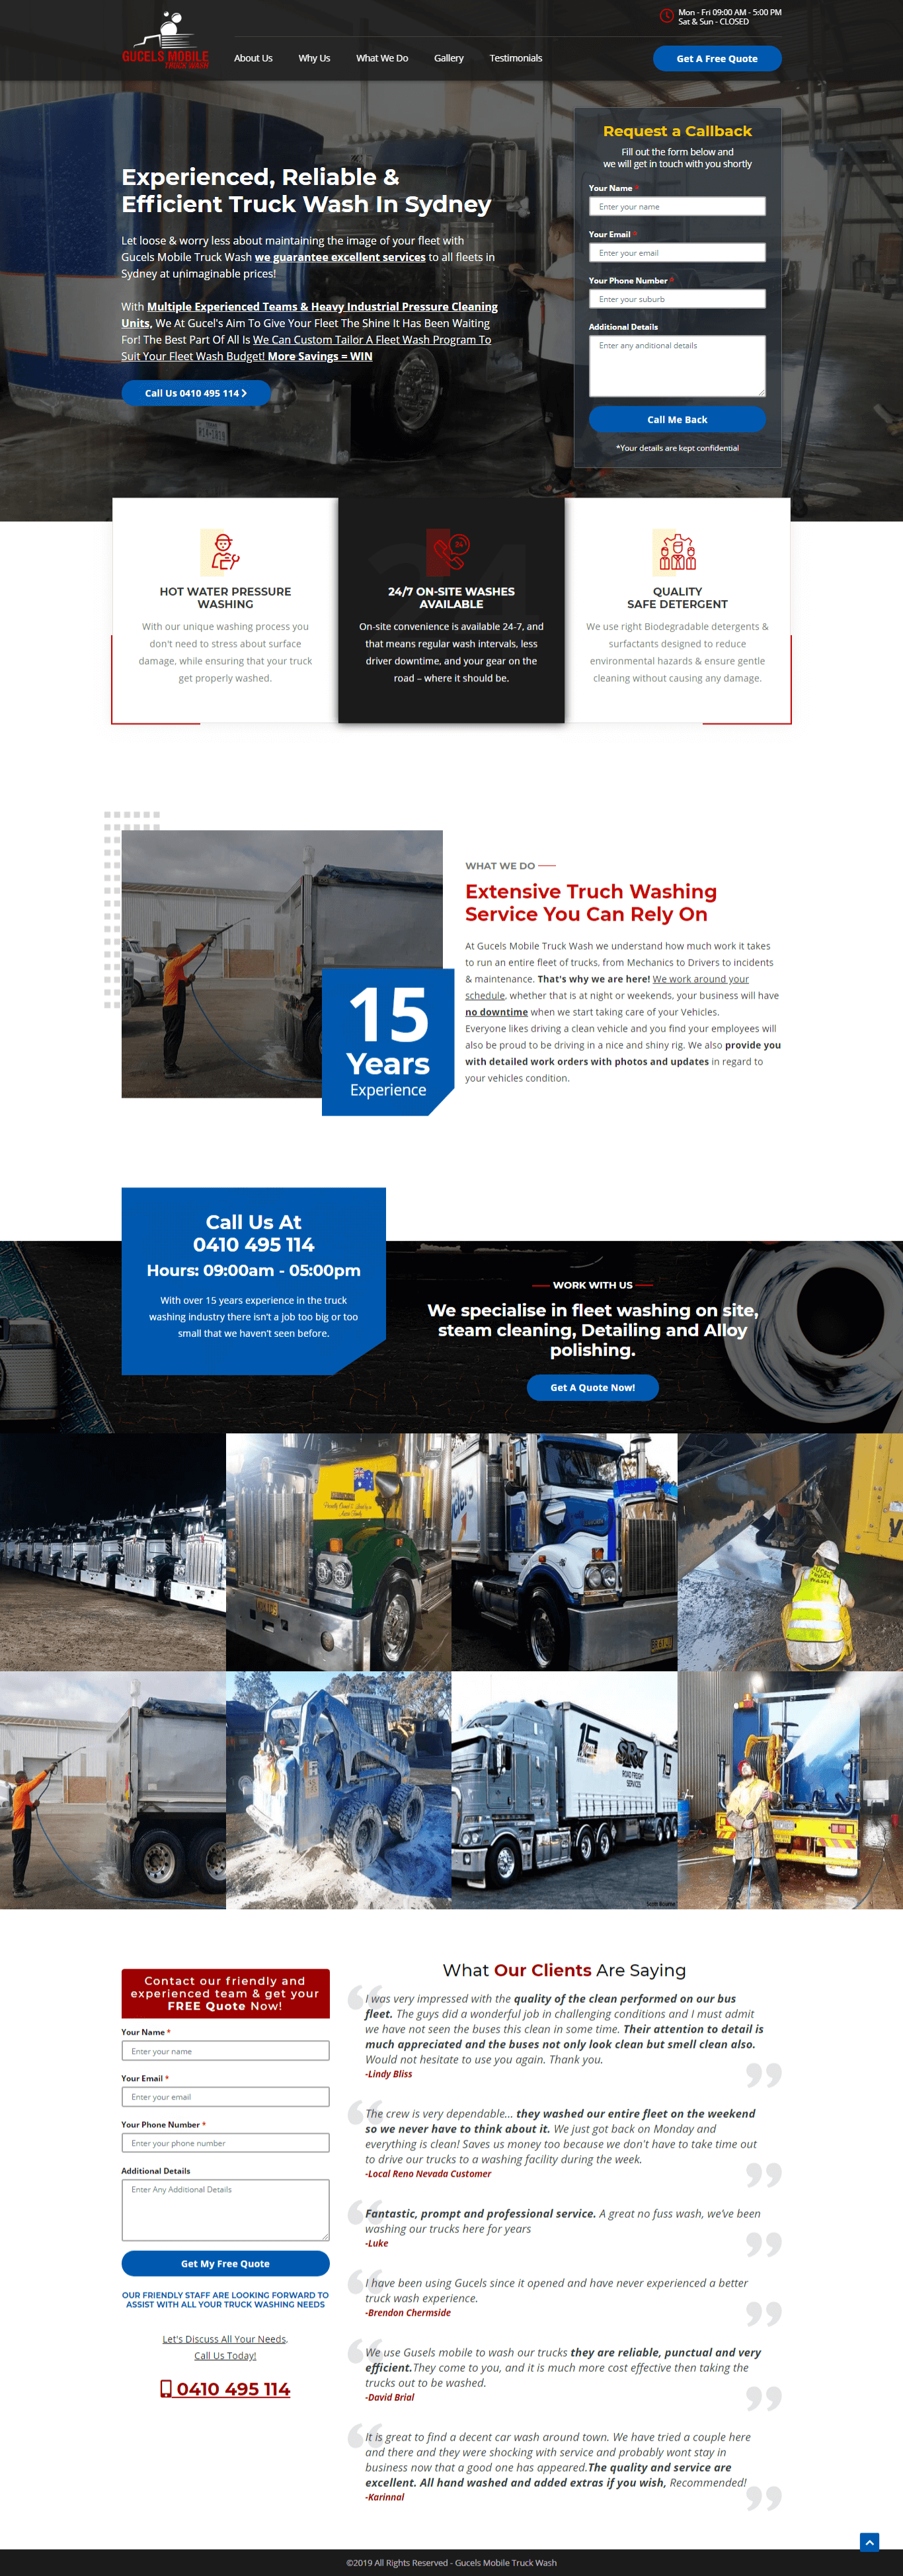 Mon - Fri 09:00 AM - 5:00 PM
Sat & Sun - CLOSED
GUCELS MOBILE
TRUCK WASH
About Us
Why Us
What We Do
Gallery
Testimonials
Get A Free Quote
Experienced, Reliable &
Efficient Truck Wash In Sydney
Let loose & worry less about maintaining the image of your fleet with
Gucels Mobile Truck Wash we guarantee excellent services to all fleets in
Sydney at unimaginable prices!
With Multiple Experienced Teams & Heavy Industrial Pressure Cleaning
Units, We At Gucel's Aim To Give Your Fleet The Shine It Has Been Waiting
For! The Best Part Of All Is We Can Custom Tailor A Fleet Wash Program To
Suit Your Fleet Wash Budget! More Savings = WIN
Call Us 0410 495 114
Request a Callback
Fill out the form below and
we will get in touch with you shortly
Your Name *
Enter your name
Your Email *
Enter your email
Your Phone Number *
Enter your suburb
Additional Details
Enter any anditional details
Call Me Back
*Your details are kept confidential
HOT WATER PRESSURE
WASHING
With our unique washing process you
don't need to stress about surface
damage, while ensuring that your truck
get properly washed.
24
24/7 ON-SITE WASHES
AVAILABLE
On-site convenience is available 24-7, and
that means regular wash intervals, less
driver downtime, and your gear on the
road – where it should be.
QUALITY
SAFE DETERGENT
We use right Biodegradable detergents &
surfactants designed to reduce
environmental hazards & ensure gentle
cleaning without causing any damage.
15
Years
Experience
WHAT WE DO
Extensive Truch Washing
Service You Can Rely On
At Gucels Mobile Truck Wash we understand how much work it takes
to run an entire fleet of trucks, from Mechanics to Drivers to incidents
& maintenance. That's why we are here! We work around your
schedule, whether that is at night or weekends, your business will have
no downtime when we start taking care of your Vehicles.
Everyone likes driving a clean vehicle and you find your employees will
also be proud to be driving in a nice and shiny rig. We also provide you
with detailed work orders with photos and updates in regard to
your vehicles condition.
Call Us At
0410 495 114
Hours: 09:00am - 05:00pm
With over 15 years experience in the truck
washing industry there isn't a job too big or too
small that we haven't seen before.
WORK WITH US
We specialise in fleet washing on site,
steam cleaning, Detailing and Alloy
polishing.
Get A Quote Now!
15
15
ROAD FREIGHT
SERVICES
Contact our friendly and
experienced team & get your
FREE Quote Now!
Your Name *
Enter your name
Your Email *
Enter your email
Your Phone Number *
Enter your phone number
Additional Details
Enter Any Additional Details
Get My Free Quote
OUR FRIENDLY STAFF ARE LOOKING FORWARD TO
ASSIST WITH ALL YOUR TRUCK WASHING NEEDS
Let's Discuss All Your Needs.
Call Us Today!
0410 495 114
What Our Clients Are Saying
I was very impressed with the quality of the clean performed on our bus
fleet. The guys did a wonderful job in challenging conditions and I must admit
we have not seen the buses this clean in some time. Their attention to detail is
much appreciated and the buses not only look clean but smell clean also.
Would not hesitate to use you again. Thank you.
-Lindy Bliss
The crew is very dependable... they washed our entire fleet on the weekend
so we never have to think about it. We just got back on Monday and
everything is clean! Saves us money too because we don't have to take time out
to drive our trucks to a washing facility during the week.
-Local Reno Nevada Customer
Fantastic, prompt and professional service. A great no fuss wash, we've been
washing our trucks here for years
-Luke
I have been using Gucels since it opened and have never experienced a better
truck wash experience.
-Brendon Chermside
We use Gusels mobile to wash our trucks they are reliable, punctual and very
efficient.They come to you, and it is much more cost effective then taking the
trucks out to be washed.
-David Brial
It is great to find a decent car wash around town. We have tried a couple here
and there and they were shocking with service and probably wont stay in
business now that a good one has appeared.The quality and service are
excellent. All hand washed and added extras if you wish, Recommended!
-Karinnal
©2019 All Rights Reserved - Gucels Mobile Truck Wash